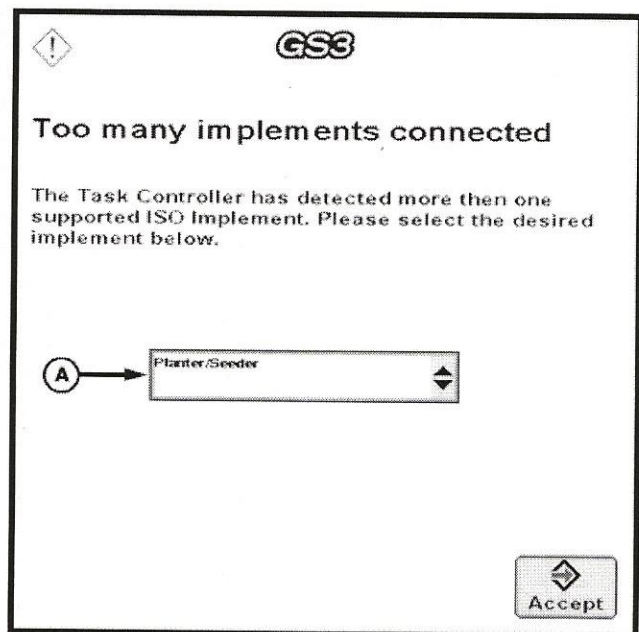 GS3
Too many implements connected
The Task Controller has detected more then one
supported ISO Implement. Please select the desired
implement below.
A
Planter/Seeder
Accept